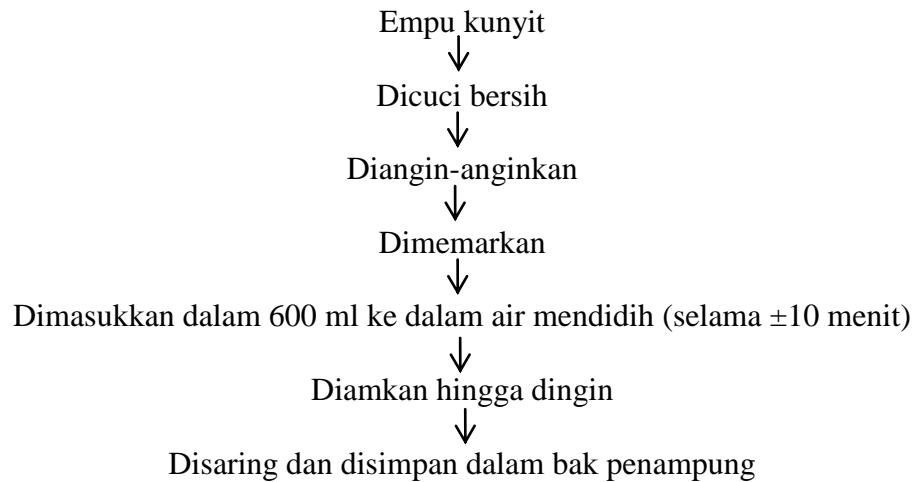 Empu kunyit
Dicuci bersih
Diangin-anginkan
Dimemarkan
Dimasukkan dalam 600 ml ke dalam air mendidih (selama ±10 menit)
Diamkan hingga dingin
Disaring dan disimpan dalam bak penampung